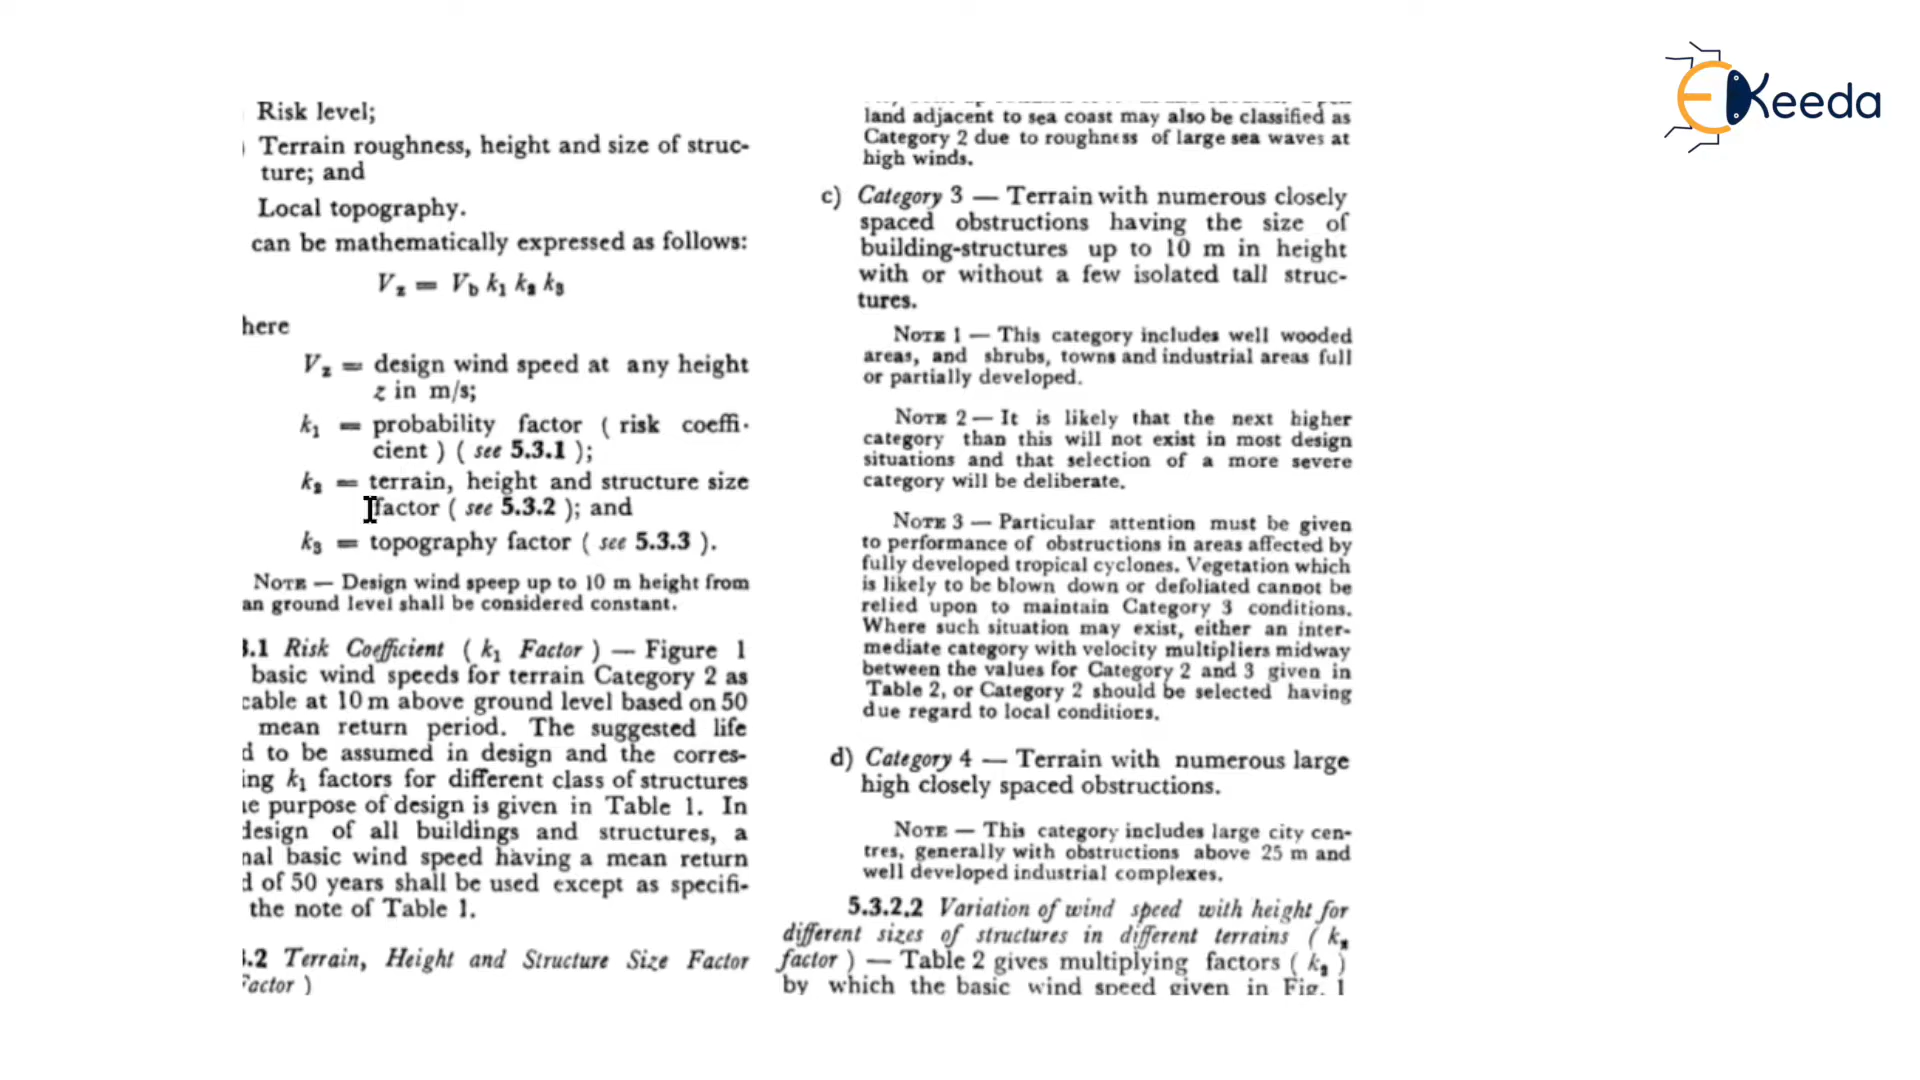 Risk level;
Terrain roughness, height and size of struc-
ture; and
Local topography.
can be mathematically expressed as follows:
Vz = Vb k1 k2 k3
here
Vz = design wind speed at any height
z in m/s;
k1 = probability factor ( risk coeffi-
cient ) ( see 5.3.1 );
k2 = terrain, height and structure size
factor ( see 5.3.2 ); and
k3 = topography factor ( see 5.3.3 ).
NOTE — Design wind speep up to 10 m height from
an ground level shall be considered constant.
3.1 Risk Coefficient ( k1 Factor ) — Figure 1
basic wind speeds for terrain Category 2 as
cable at 10 m above ground level based on 50
mean return period. The suggested life
d to be assumed in design and the corres-
ing k1 factors for different class of structures
e purpose of design is given in Table 1. In
design of all buildings and structures, a
nal basic wind speed having a mean return
d of 50 years shall be used except as specifi-
the note of Table 1.
.2 Terrain, Height and Structure Size Factor
Factor )
land adjacent to sea coast may also be classified as
Category 2 due to roughness of large sea waves at
high winds.
c) Category 3 — Terrain with numerous closely
spaced obstructions having the size of
building-structures up to 10 m in height
with or without a few isolated tall struc-
tures.
NOTE 1 — This category includes well wooded
areas, and shrubs, towns and industrial areas full
or partially developed.
NOTE 2 — It is likely that the next higher
category than this will not exist in most design
situations and that selection of a more severe
category will be deliberate.
NOTE 3 — Particular attention must be given
to performance of obstructions in areas affected by
fully developed tropical cyclones. Vegetation which
is likely to be blown down or defoliated cannot be
relied upon to maintain Category 3 conditions.
Where such situation may exist, either an inter-
mediate category with velocity multipliers midway
between the values for Category 2 and 3 given in
Table 2, or Category 2 should be selected having
due regard to local conditions.
d) Category 4 — Terrain with numerous large
high closely spaced obstructions.
NOTE — This category includes large city cen-
tres, generally with obstructions above 25 m and
well developed industrial complexes.
5.3.2.2 Variation of wind speed with height for
different sizes of structures in different terrains ( k2
factor ) — Table 2 gives multiplying factors ( k2 )
by which the basic wind speed given in Fig. 1
EKeeda